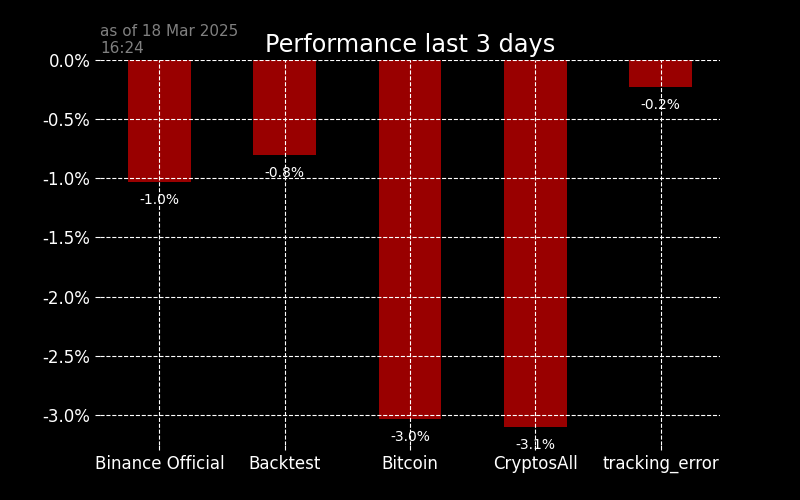 as of 18 Mar 2025
16:24
Performance last 3 days
0.0%
-0.5%
-1.0%
-1.5%
-2.0%
-2.5%
-3.0%
-1.0%
-0.8%
-3.0%
-3.1%
-0.2%
Binance Official
Backtest
Bitcoin
CryptosAll
tracking_error